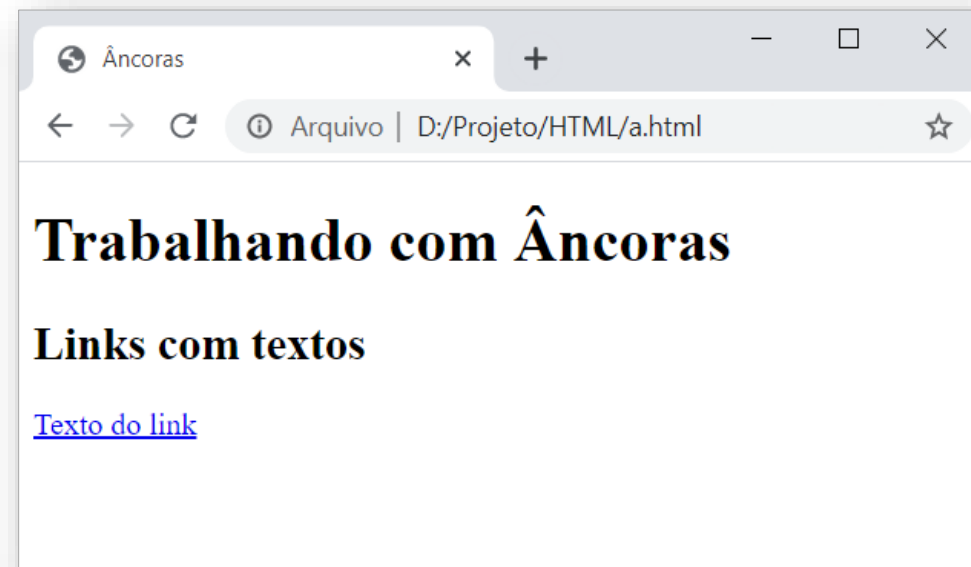 Âncoras
Arquivo | D:/Projeto/HTML/a.html
Trabalhando com Âncoras
Links com textos
Texto do link